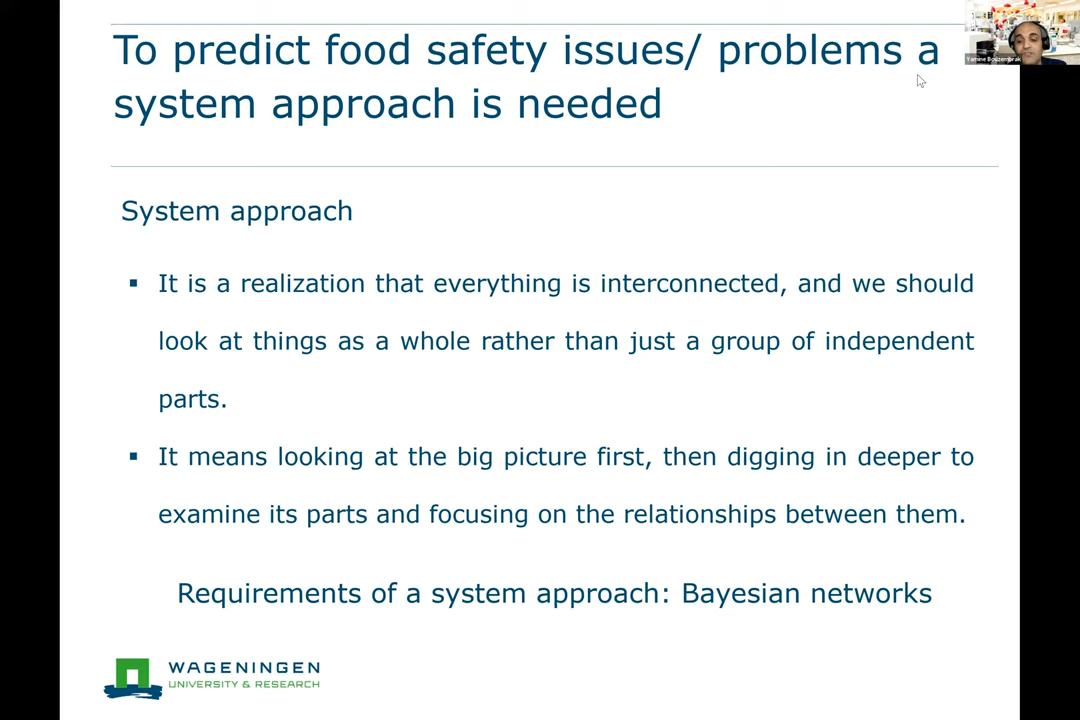 To predict food safety issues/ problems a
system approach is needed
Yamine Bouzembrak
System approach
▪ It is a realization that everything is interconnected, and we should
look at things as a whole rather than just a group of independent
parts.
▪ It means looking at the big picture first, then digging in deeper to
examine its parts and focusing on the relationships between them.
Requirements of a system approach: Bayesian networks
WAGENINGEN
UNIVERSITY & RESEARCH